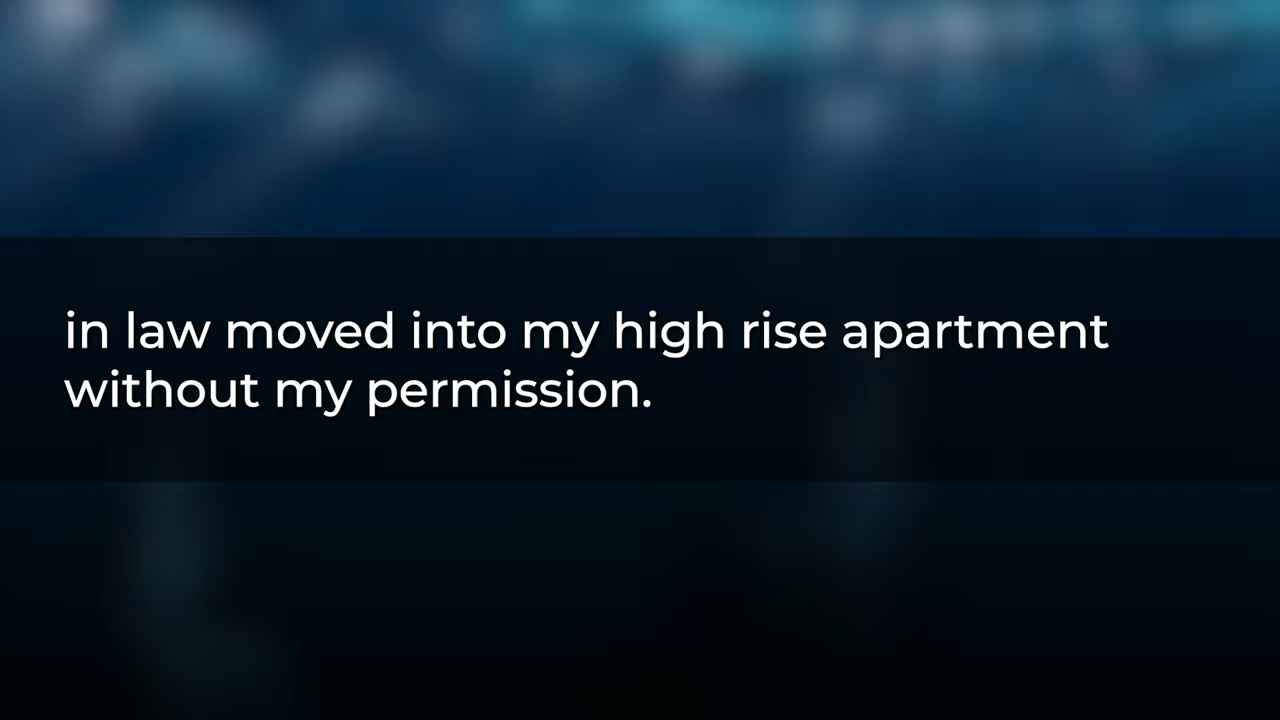 in law moved into my high rise apartment
without my permission.